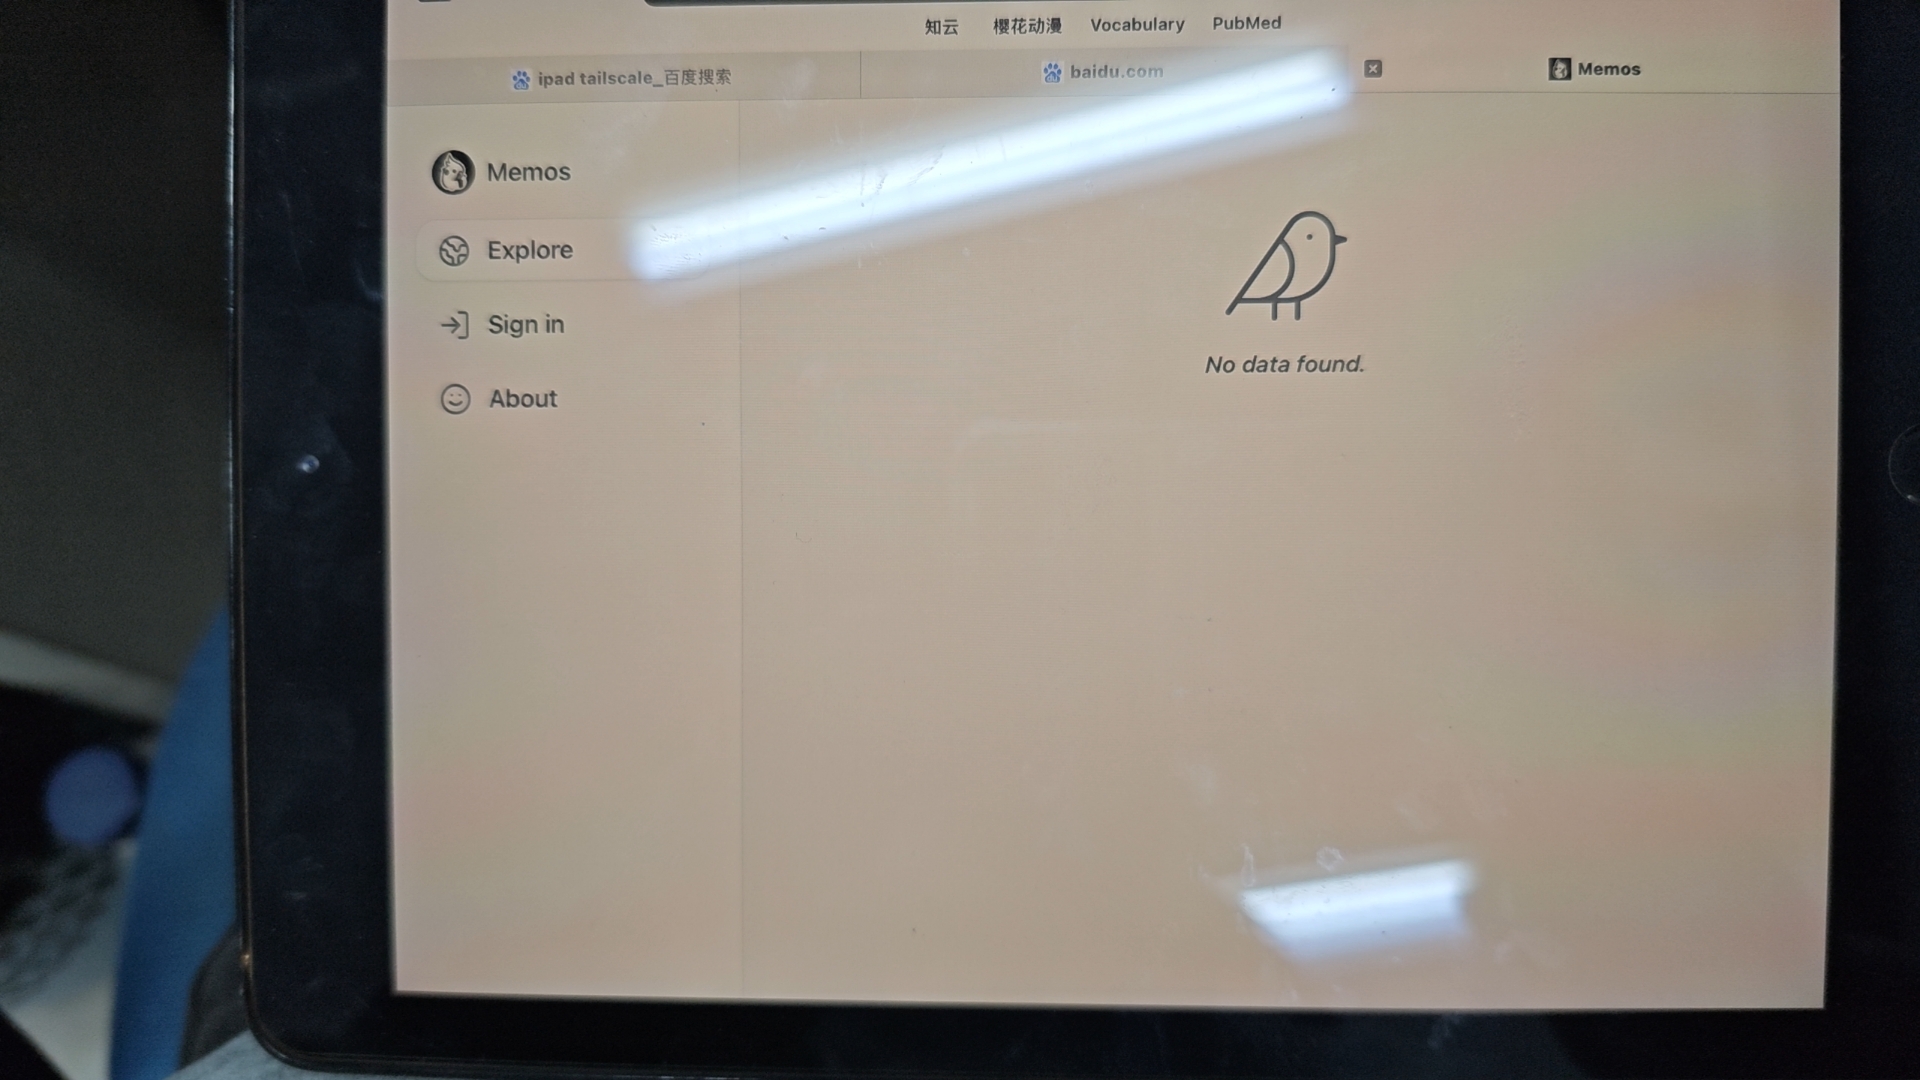 知云 樱花动漫 Vocabulary PubMed
ipad tailscale_百度搜索 baidu.com Memos
Memos
Explore
Sign in
About
No data found.